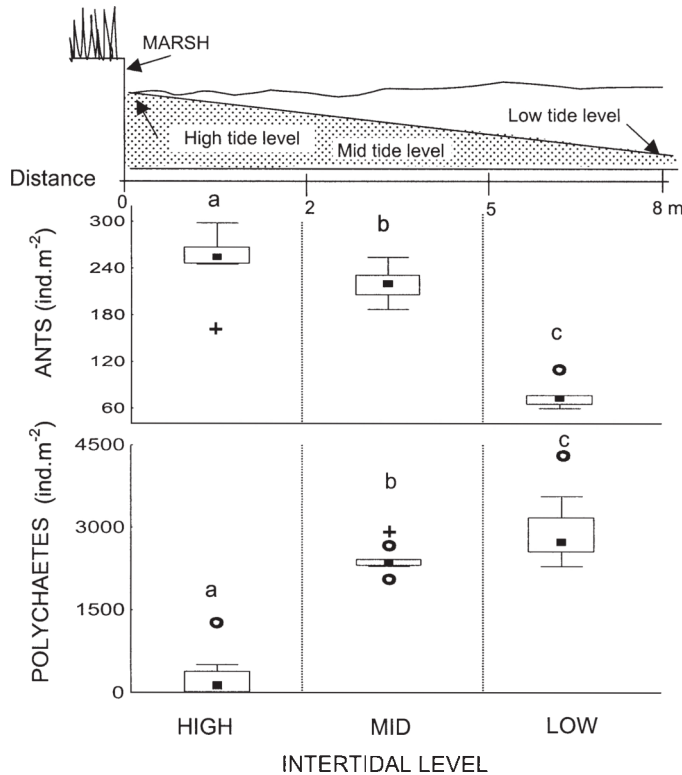 MARSH
High tide level
Low tide level
Mid tide level
Distance
0 2 5 8 m
a
b
c
300
240
180
120
60
ANTS (ind.m-2)
a
b
c
4500
3000
1500
0
POLYCHAETES (ind.m-2)
HIGH MID LOW
INTERTIDAL LEVEL